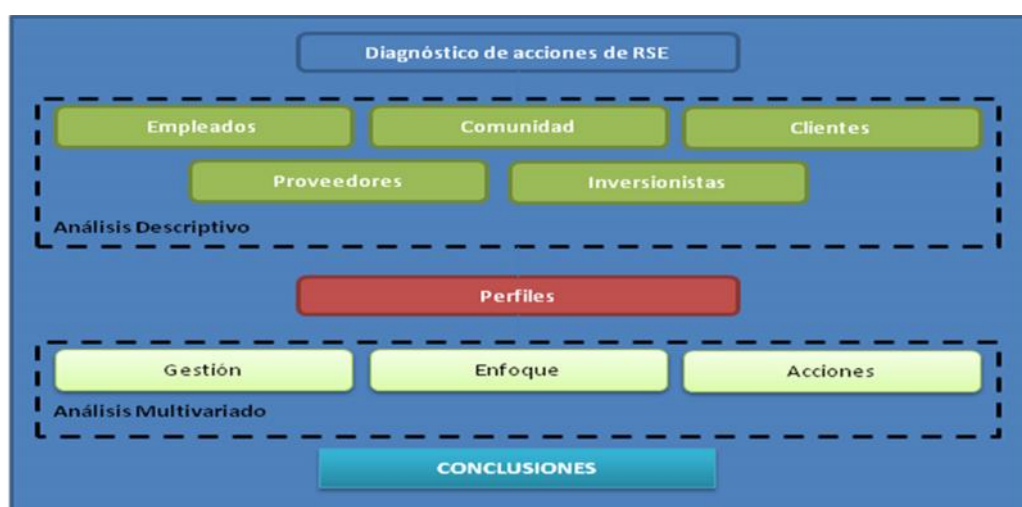 Diagnóstico de acciones de RSE
Empleados
Comunidad
Clientes
Proveedores
Inversionistas
Análisis Descriptivo
Perfiles
Gestión
Enfoque
Acciones
Análisis Multivariado
CONCLUSIONES